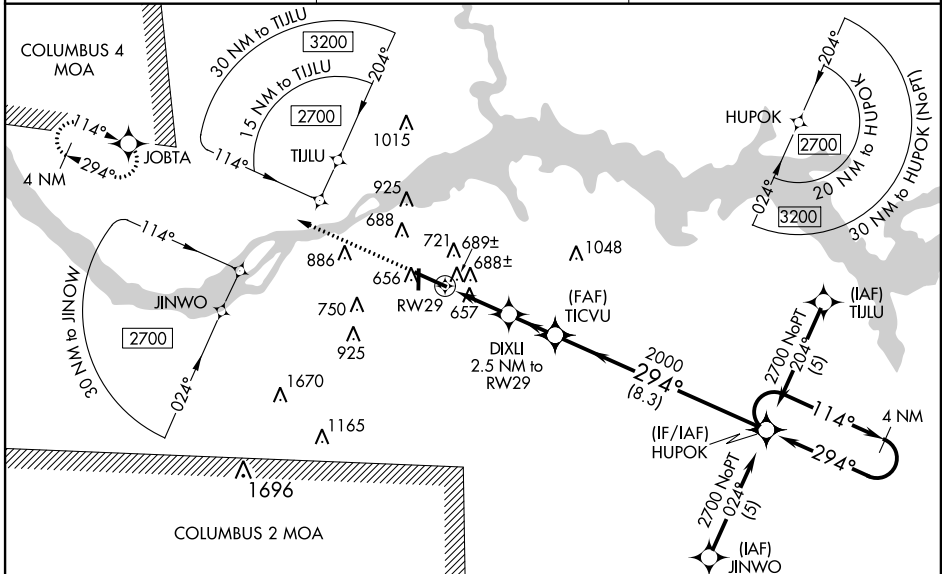 COLUMBUS 4
MOA
114°
JOBTA
294°
4 NM
30 NM to TIJLU
3200
15 NM to TIJLU
2700
204°
TIJLU
114°
1015
925
688
886
721
689±
688±
656
RW29
657
1048
750
925
1670
1165
1696
204°
HUPOK
2700
20 NM to HUPOK
024°
3200
30 NM to HUPOK (NoPT)
114°
JINWO
2700
30 NM to JINWO
024°
(FAF)
TICVU
DIXLI
2.5 NM to
RW29
2000
294°
(8.3)
(IAF)
TIJLU
2700 NoPT
204°
(5)
114°
4 NM
294°
(IF/IAF)
HUPOK
2700 NoPT
024°
(5)
(IAF)
JINWO
COLUMBUS 2 MOA